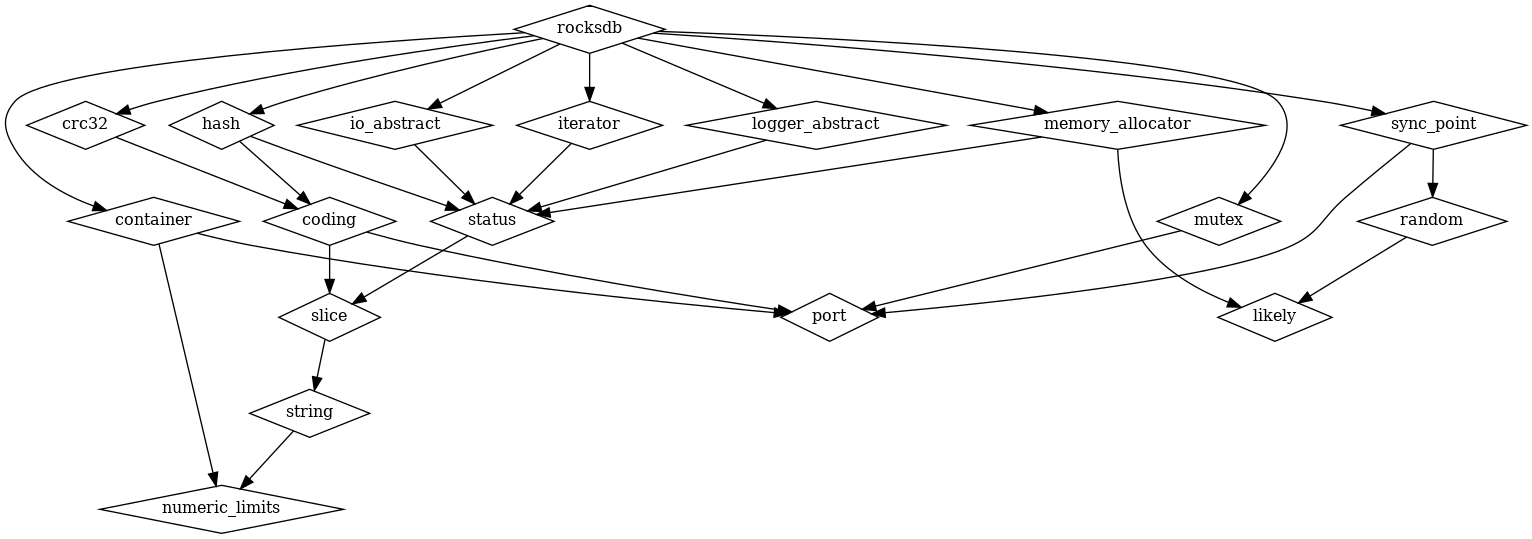 rocksdb
crc32
hash
io_abstract
iterator
logger_abstract
memory_allocator
sync_point
container
coding
status
mutex
random
slice
port
likely
string
numeric_limits